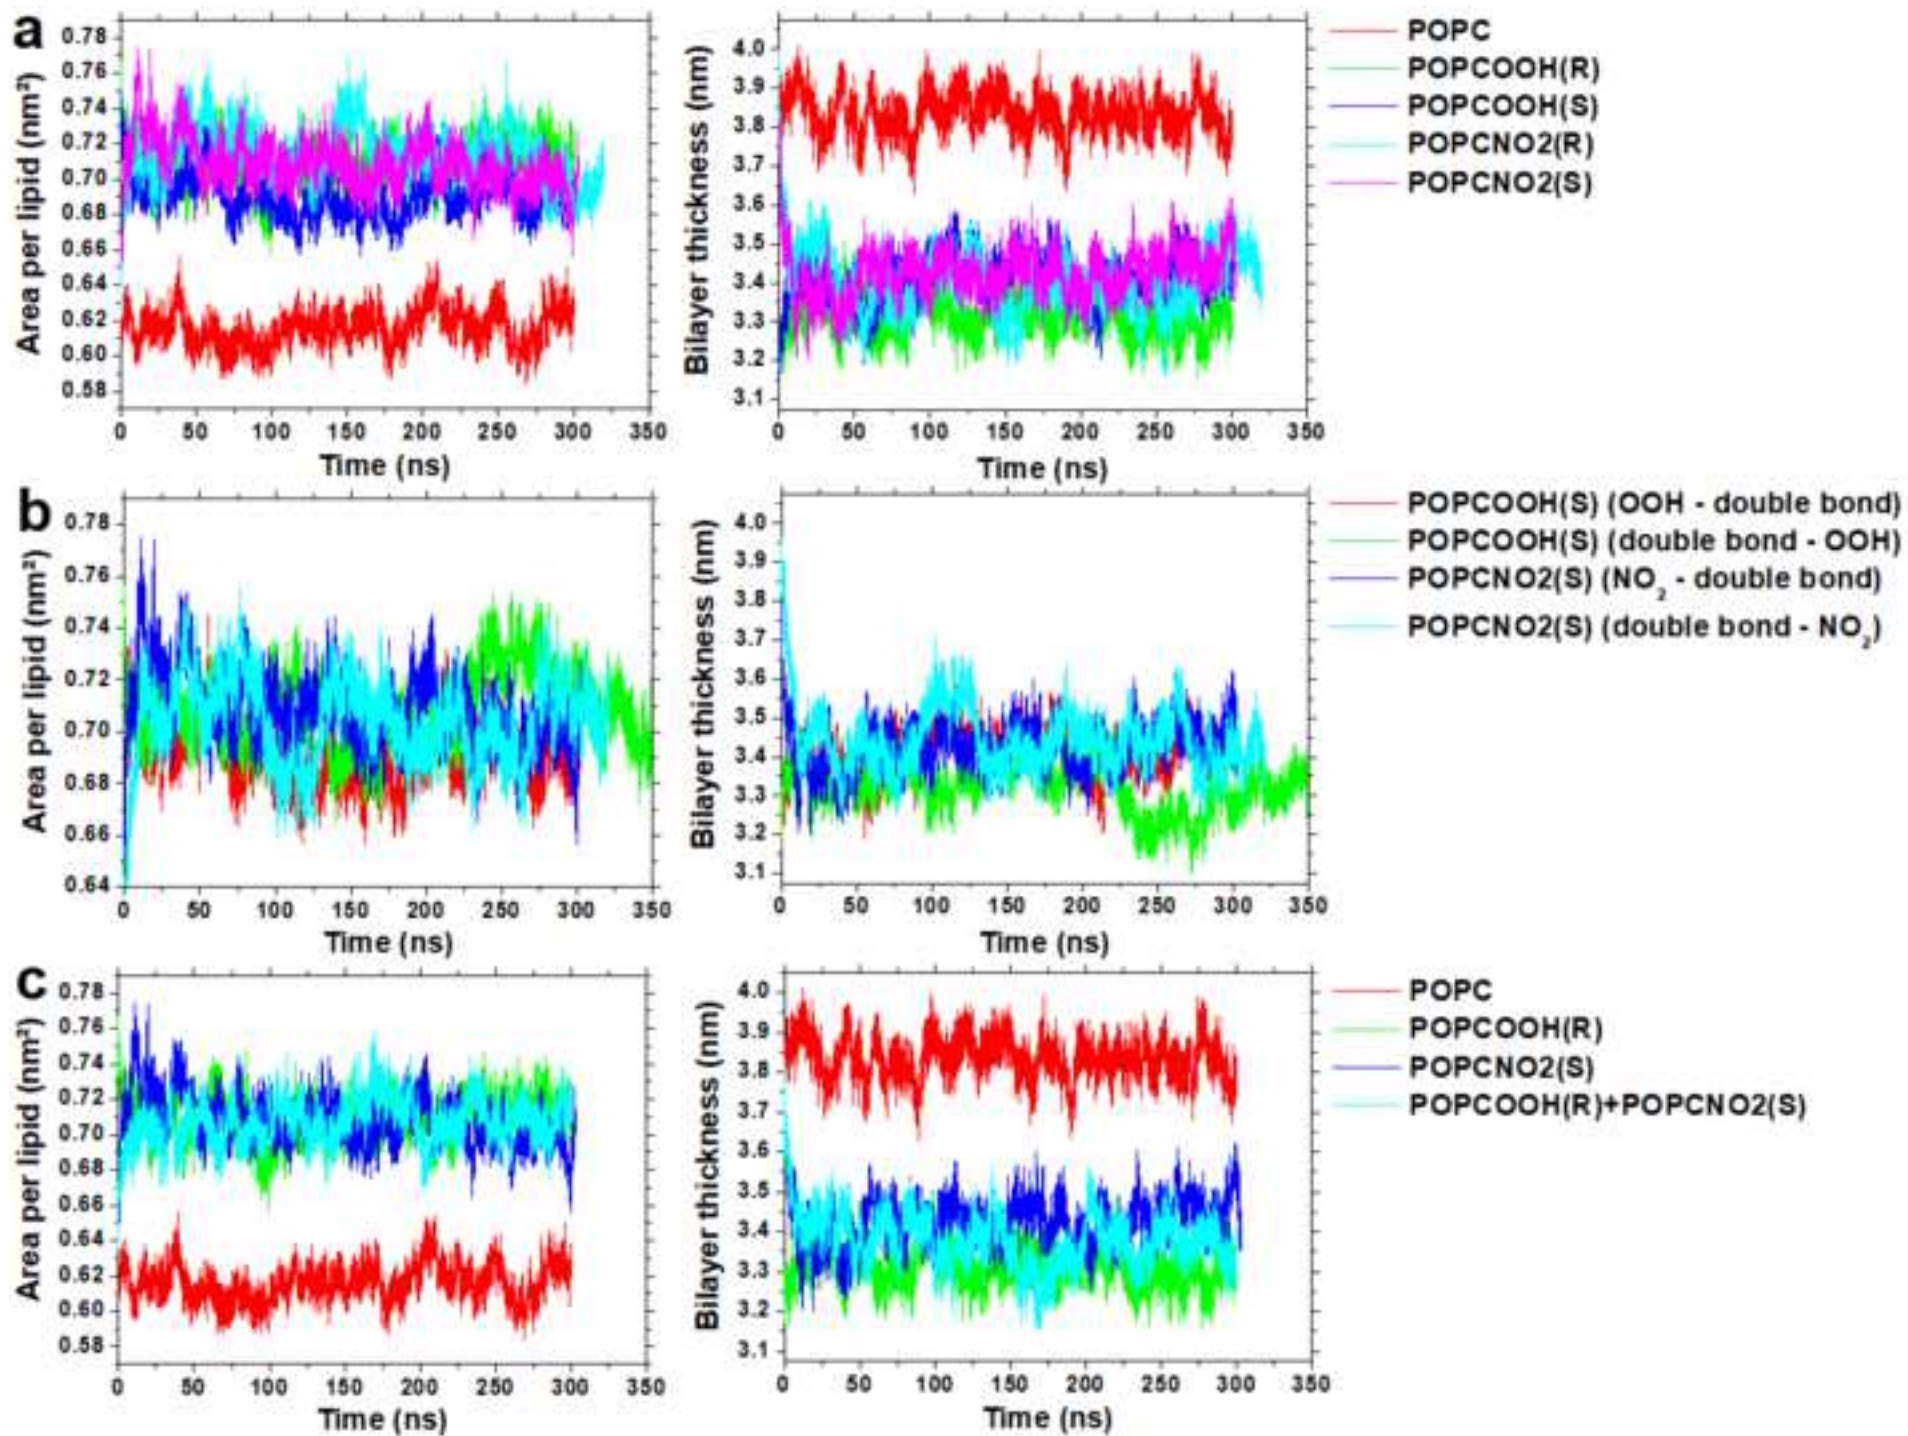 a
Area per lipid (nm²)
0.78
0.76
0.74
0.72
0.70
0.68
0.66
0.64
0.62
0.60
0.58
0 50 100 150 200 250 300 350
Time (ns)
Bilayer thickness (nm)
4.0
3.9
3.8
3.7
3.6
3.5
3.4
3.3
3.2
3.1
0 50 100 150 200 250 300 350
Time (ns)
POPC
POPCOOH(R)
POPCOOH(S)
POPCNO2(R)
POPCNO2(S)
b
Area per lipid (nm²)
0.78
0.76
0.74
0.72
0.70
0.68
0.66
0.64
0 50 100 150 200 250 300 350
Time (ns)
Bilayer thickness (nm)
4.0
3.9
3.8
3.7
3.6
3.5
3.4
3.3
3.2
3.1
0 50 100 150 200 250 300 350
Time (ns)
POPCOOH(S) (OOH - double bond)
POPCOOH(S) (double bond - OOH)
POPCNO2(S) (NO₂ - double bond)
POPCNO2(S) (double bond - NO₂)
c
Area per lipid (nm²)
0.78
0.76
0.74
0.72
0.70
0.68
0.66
0.64
0.62
0.60
0.58
0 50 100 150 200 250 300 350
Time (ns)
Bilayer thickness (nm)
4.0
3.9
3.8
3.7
3.6
3.5
3.4
3.3
3.2
3.1
0 50 100 150 200 250 300 350
Time (ns)
POPC
POPCOOH(R)
POPCNO2(S)
POPCOOH(R)+POPCNO2(S)